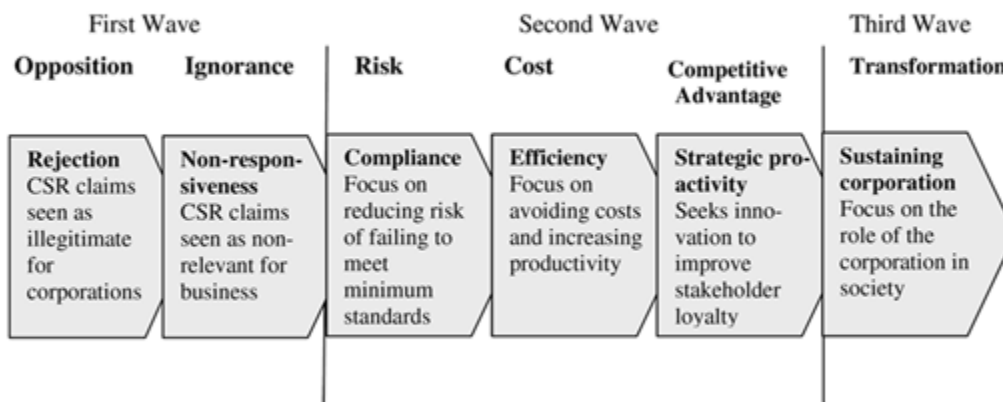 First Wave
Second Wave
Third Wave
Opposition
Ignorance
Risk
Cost
Competitive
Advantage
Transformation
Rejection
CSR claims
seen as
illegitimate
for
corporations
Non-respon-
siveness
CSR claims
seen as non-
relevant for
business
Compliance
Focus on
reducing risk
of failing to
meet
minimum
standards
Efficiency
Focus on
avoiding costs
and increasing
productivity
Strategic pro-
activity
Seeks inno-
vation to
improve
stakeholder
loyalty
Sustaining
corporation
Focus on the
role of the
corporation in
society